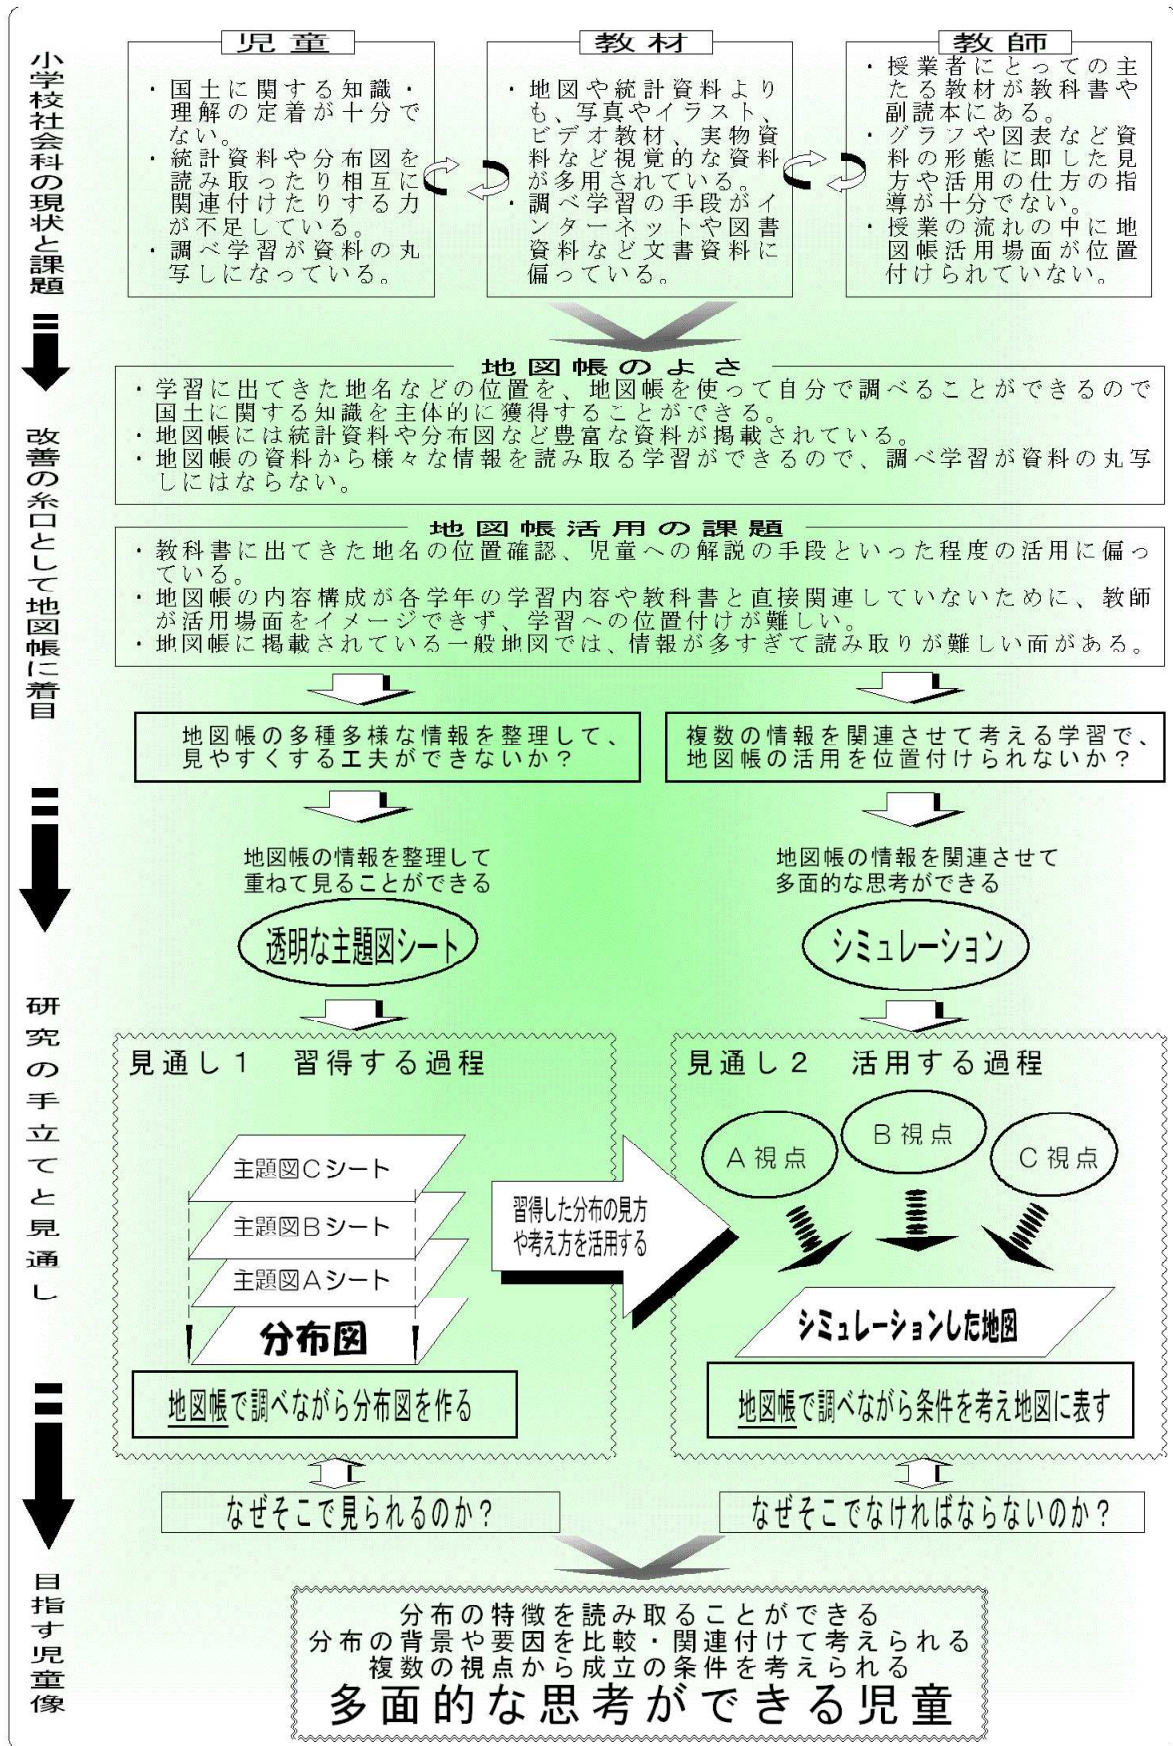 小学校社会科の現状と課題
児童
・国土に関する知識・
理解の定着が十分で
ない。
・統計資料や分布図を
読み取ったり相互に
関連付けたりする力
が不足している。
・調べ学習が資料の丸
写しになっている。
教材
・地図や統計資料より
も、写真やイラスト、
ビデオ教材、実物資
料など視覚的な資料
が多用されている。
・調べ学習の手段がイ
ンターネットや図書
資料など文書資料に
偏っている。
教師
・授業者にとっての主
たる教材が教科書や
副読本にある。
・グラフや図表など資
料の形態に即した見
方や活用の仕方の指
導が十分でない。
・授業の流れの中に地
図帳活用場面が位置
付けられていない。
改善の糸口として地図帳に着目
地図帳のよさ
・学習に出てきた地名などの位置を、地図帳を使って自分で調べることができるので
国土に関する知識を主体的に獲得することができる。
・地図帳には統計資料や分布図など豊富な資料が掲載されている。
・地図帳の資料から様々な情報を読み取る学習ができるので、調べ学習が資料の丸写
しにはならない。
地図帳活用の課題
・教科書に出てきた地名の位置確認、児童への解説の手段といった程度の活用に偏っ
ている。
・地図帳の内容構成が各学年の学習内容や教科書と直接関連していないために、教師
が活用場面をイメージできず、学習への位置付けが難しい。
・地図帳に掲載されている一般地図では、情報が多すぎて読み取りが難しい面がある。
地図帳の多種多様な情報を整理して、
見やすくする工夫ができないか？
複数の情報を関連させて考える学習で、
地図帳の活用を位置付けられないか？
研究の手立てと見通し
地図帳の情報を整理して
重ねて見ることができる
透明な主題図シート
地図帳の情報を関連させて
多面的な思考ができる
シミュレーション
見通し１　習得する過程
主題図Ｃシート
主題図Ｂシート
主題図Ａシート
分布図
地図帳で調べながら分布図を作る
習得した分布の見方
や考え方を活用する
見通し２　活用する過程
Ａ視点
Ｂ視点
Ｃ視点
シミュレーションした地図
地図帳で調べながら条件を考え地図に表す
なぜそこで見られるのか？
なぜそこでなければならないのか？
目指す児童像
分布の特徴を読み取ることができる
分布の背景や要因を比較・関連付けて考えられる
複数の視点から成立の条件を考えられる
多面的な思考ができる児童